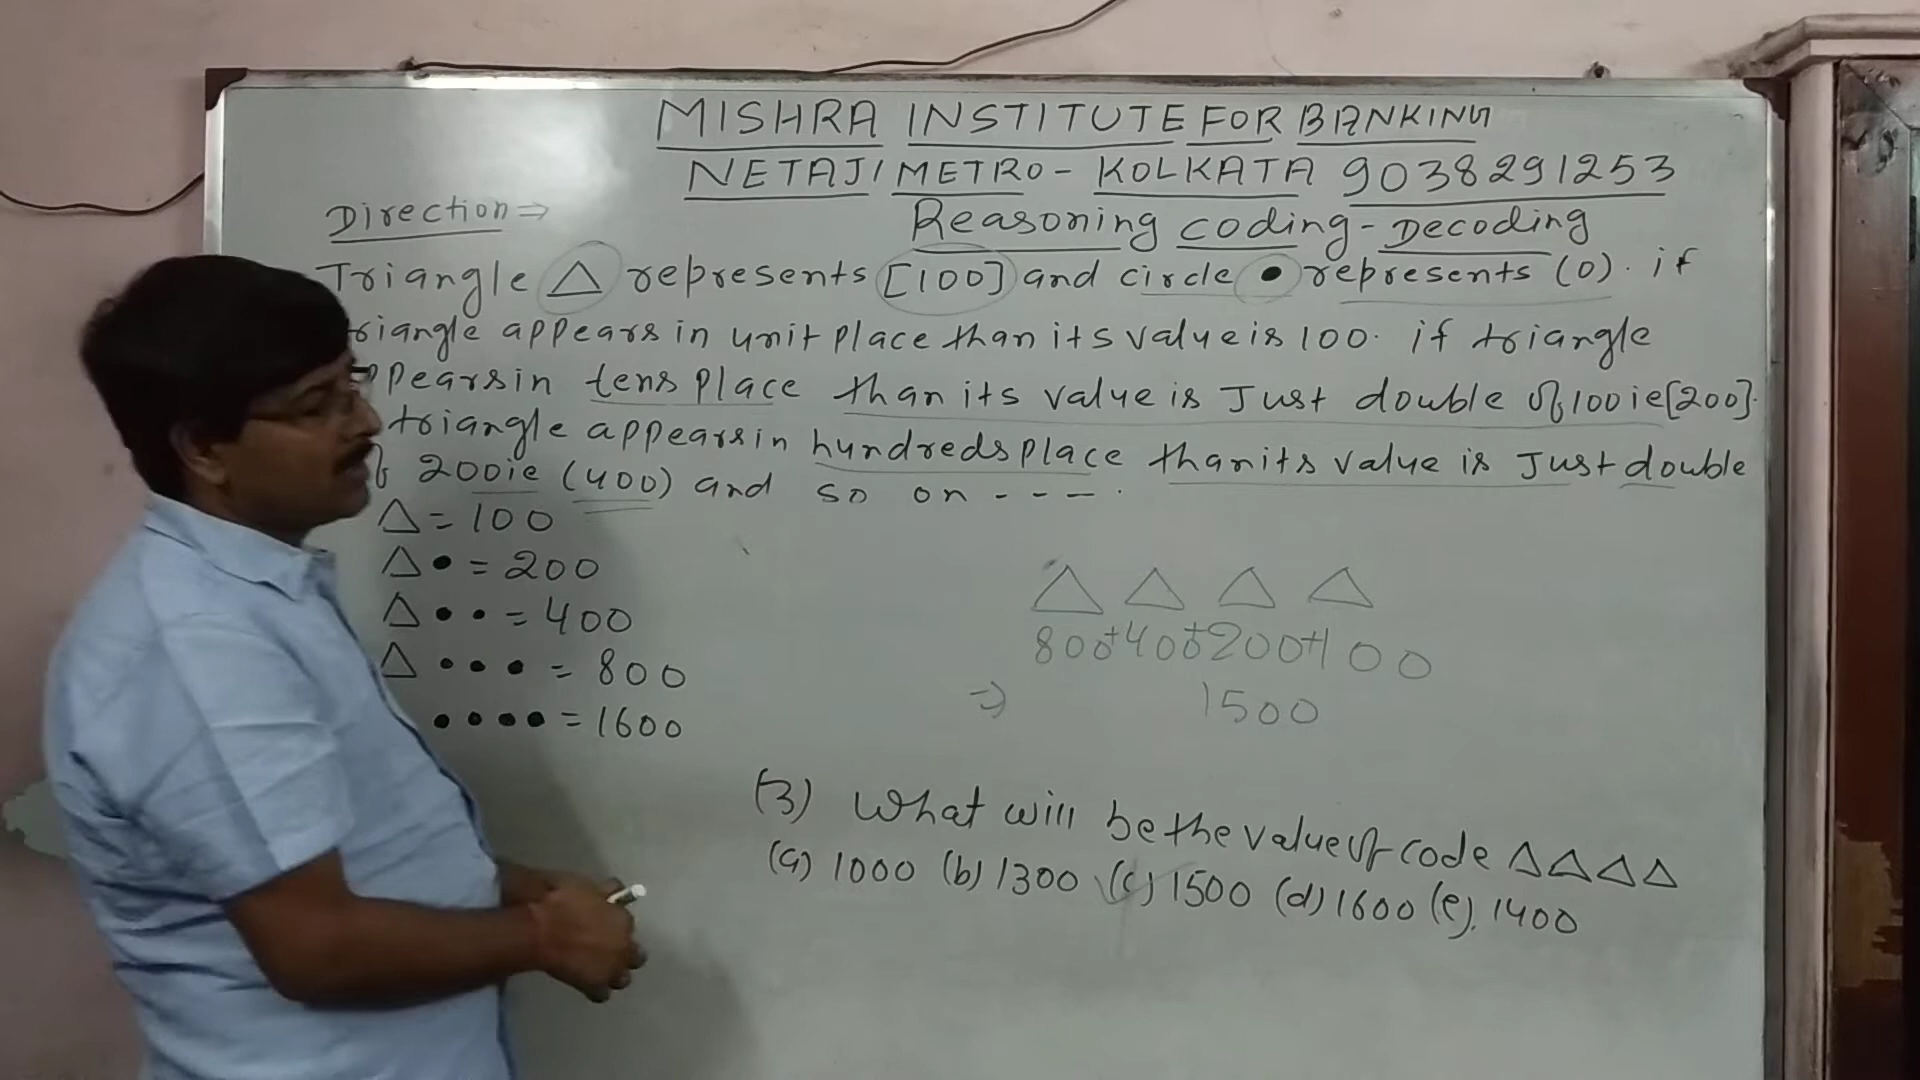 MISHRA INSTITUTE FOR BANKING
NETAJI METRO - KOLKATA 9038291253
Direction ⇒
Reasoning coding - Decoding
Triangle △ represents [100] and circle • represents (0). if
riangle appears in unit place than its value is 100. if triangle
ppears in tens place than its value is Just double of 100 ie [200].
triangle appears in hundreds place than its value is Just double
200 ie (400) and so on - - - .
△ = 100
△ • = 200
△ • • = 400
△ • • • = 800
• • • • = 1600
△ △ △ △
800+400+200+100
⇒ 1500
(3) What will be the value of code △△△△
(a) 1000 (b) 1300 (c) 1500 (d) 1600 (e). 1400